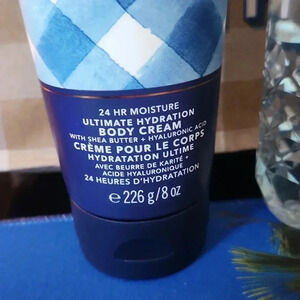 24 HR MOISTURE
ULTIMATE HYDRATION
BODY CREAM
WITH SHEA BUTTER + HYALURONIC ACID
CRÈME POUR LE CORPS
HYDRATATION ULTIME
AVEC BEURRE DE KARITÉ +
ACIDE HYALURONIQUE
24 HEURES D'HYDRATATION
e 226 g / 8 oz